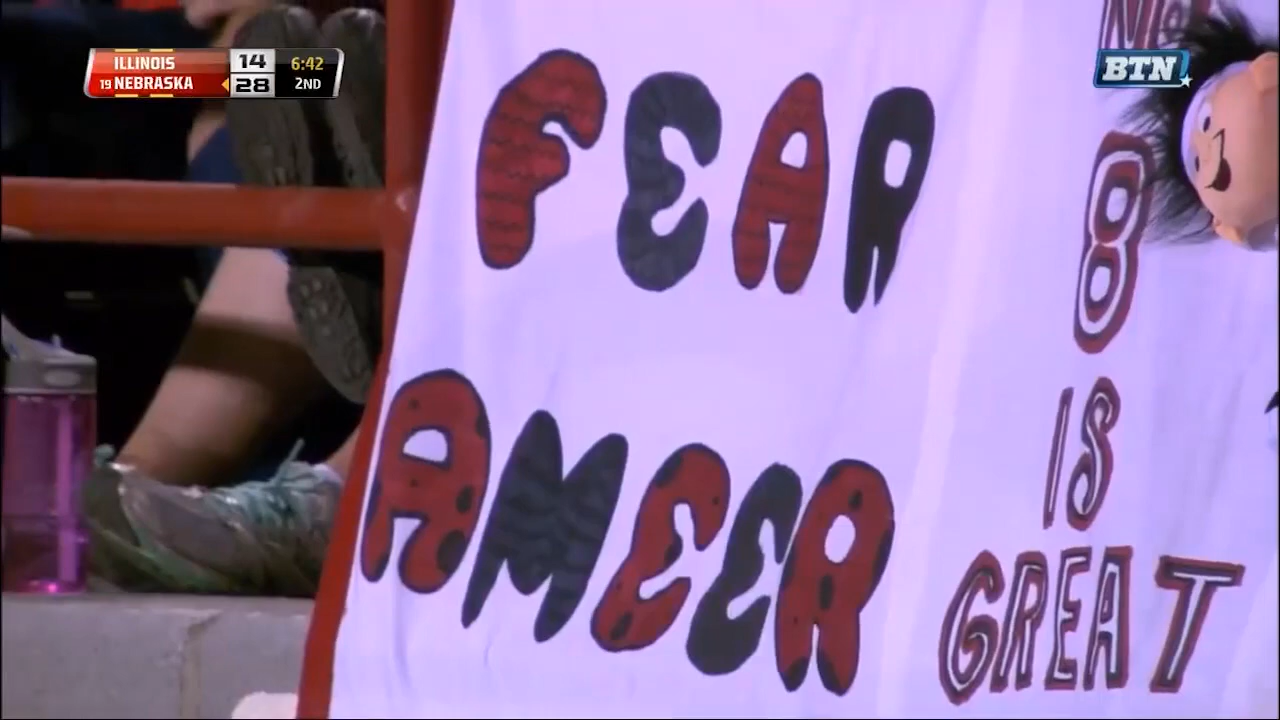 ILLINOIS 14 6:42
19 NEBRASKA 28 2ND
BTN
FEAR
AMEER
8
IS
GREAT